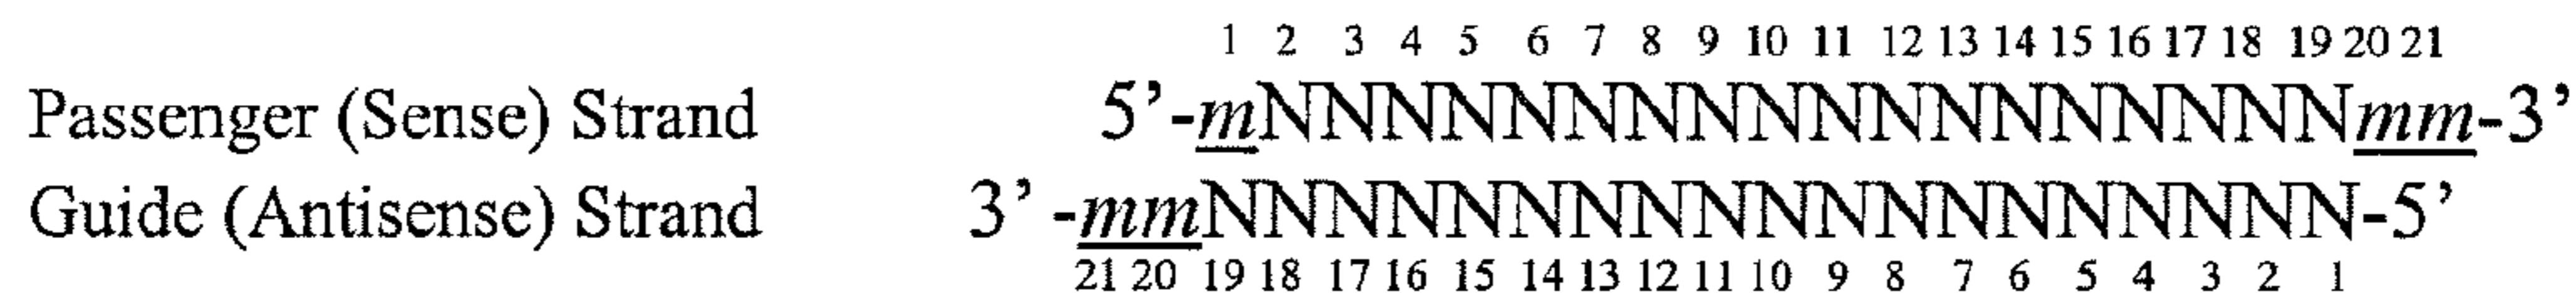 1 2 3 4 5 6 7 8 9 10 11 12 13 14 15 16 17 18 19 20 21
Passenger (Sense) Strand 5’-mNNNNNNNNNNNNNNNNNNmm-3’
Guide (Antisense) Strand 3’ -mmNNNNNNNNNNNNNNNNNNN-5’
21 20 19 18 17 16 15 14 13 12 11 10 9 8 7 6 5 4 3 2 1